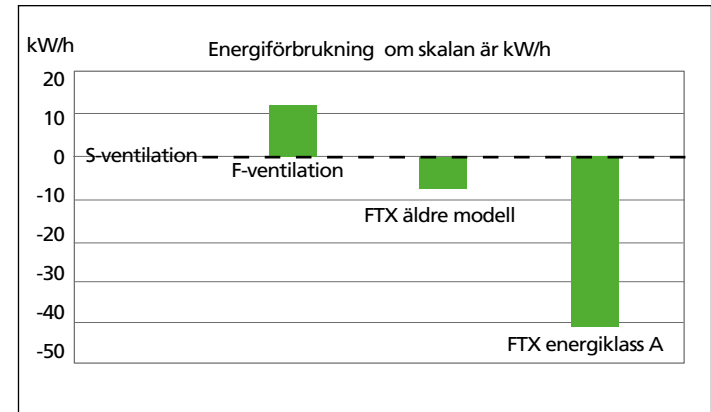 kW/h
Energiförbrukning om skalan är kW/h
20
10
0
S-ventilation
F-ventilation
-10
FTX äldre modell
-20
-30
-40
FTX energiklass A
-50